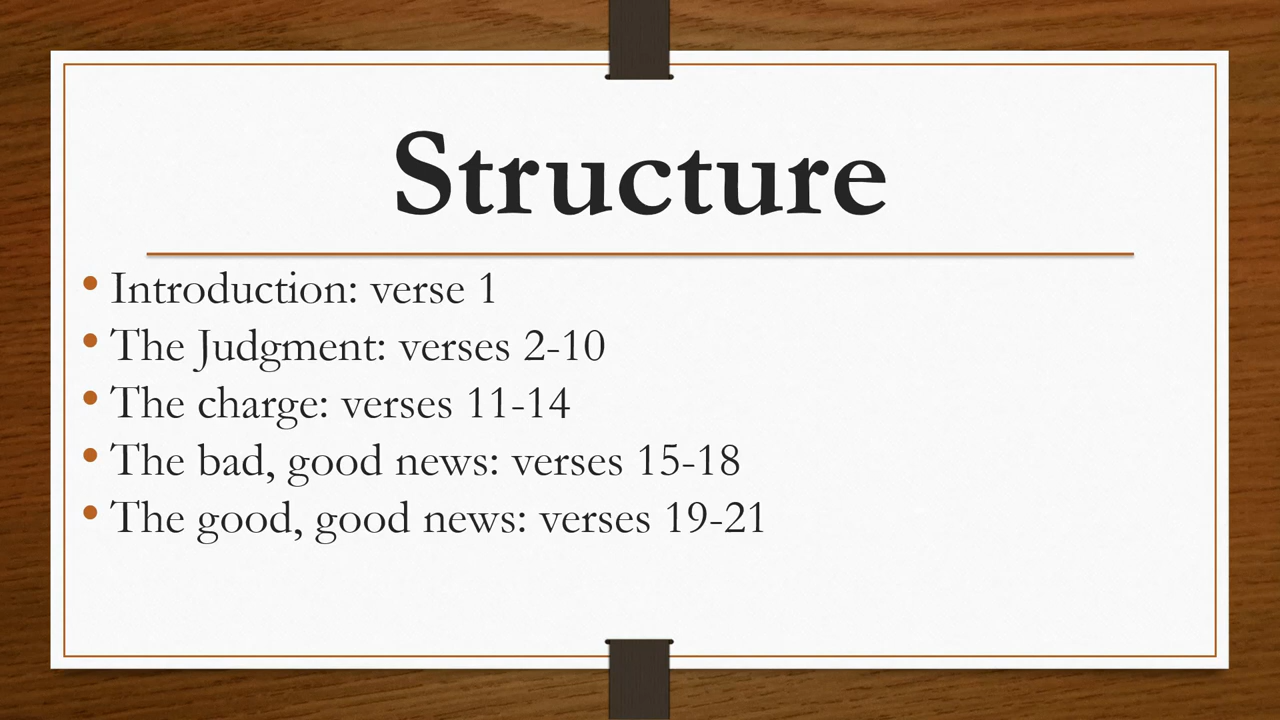 Structure
• Introduction: verse 1
• The Judgment: verses 2-10
• The charge: verses 11-14
• The bad, good news: verses 15-18
• The good, good news: verses 19-21